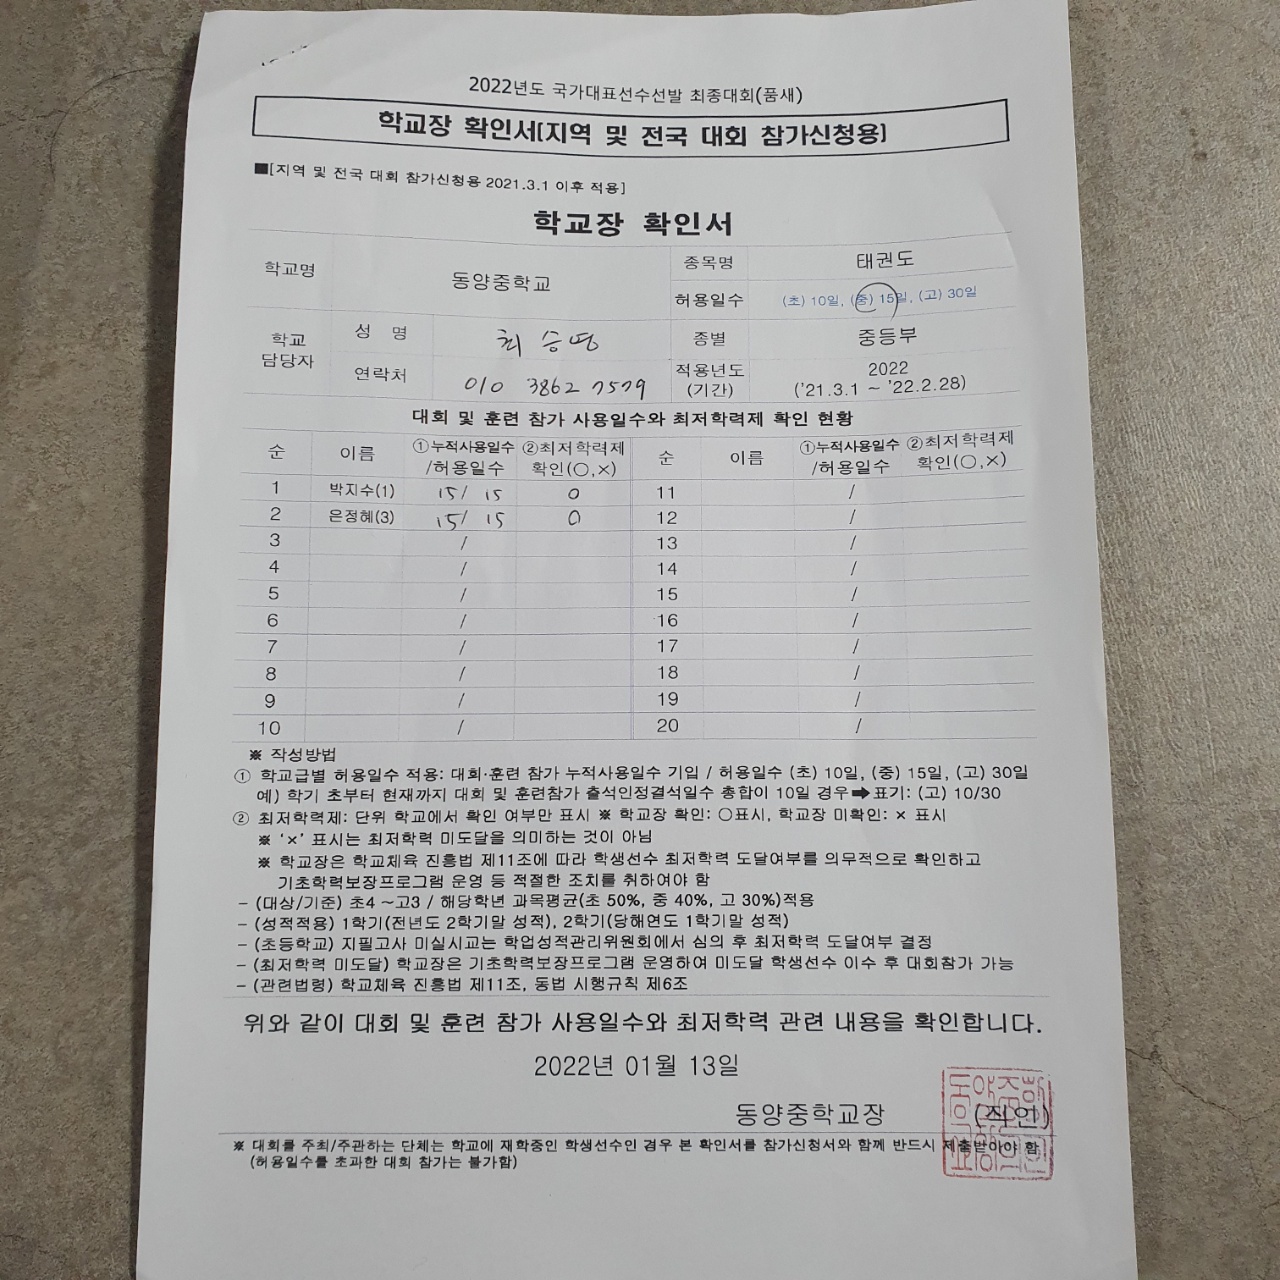 2022년도 국가대표선수선발 최종대회(품새)
학교장 확인서[지역 및 전국 대회 참가신청용]
■[지역 및 전국 대회 참가신청용 2021.3.1 이후 적용]
학교장 확인서
학교명 동양중학교 종목명 태권도
허용일수 (초) 10일, (중) 15일, (고) 30일
학교 담당자 성 명 최승영 종별 중등부
연락처 010 3862 7579 적용년도 (기간) 2022 ('21.3.1 ~ '22.2.28)
대회 및 훈련 참가 사용일수와 최저학력제 확인 현황
순 이름 ①누적사용일수 /허용일수 ②최저학력제 확인(○,×) 순 이름 ①누적사용일수 /허용일수 ②최저학력제 확인(○,×)
1 박지수(1) 15/ 15 0 11 /
2 은정혜(3) 15/ 15 0 12 /
3 / 13 /
4 / 14 /
5 / 15 /
6 / 16 /
7 / 17 /
8 / 18 /
9 / 19 /
10 / 20 /
※ 작성방법
① 학교급별 허용일수 적용: 대회·훈련 참가 누적사용일수 기입 / 허용일수 (초) 10일, (중) 15일, (고) 30일
예) 학기 초부터 현재까지 대회 및 훈련참가 출석인정결석일수 총합이 10일 경우➡표기: (고) 10/30
② 최저학력제: 단위 학교에서 확인 여부만 표시 ※ 학교장 확인: ○표시, 학교장 미확인: × 표시
※ '×' 표시는 최저학력 미도달을 의미하는 것이 아님
※ 학교장은 학교체육 진흥법 제11조에 따라 학생선수 최저학력 도달여부를 의무적으로 확인하고
기초학력보장프로그램 운영 등 적절한 조치를 취하여야 함
- (대상/기준) 초4 ~고3 / 해당학년 과목평균(초 50%, 중 40%, 고 30%)적용
- (성적적용) 1학기(전년도 2학기말 성적), 2학기(당해연도 1학기말 성적)
- (초등학교) 지필고사 미실시교는 학업성적관리위원회에서 심의 후 최저학력 도달여부 결정
- (최저학력 미도달) 학교장은 기초학력보장프로그램 운영하여 미도달 학생선수 이수 후 대회참가 가능
- (관련법령) 학교체육 진흥법 제11조, 동법 시행규칙 제6조
위와 같이 대회 및 훈련 참가 사용일수와 최저학력 관련 내용을 확인합니다.
2022년 01월 13일
동양중학교장 (직인)
※ 대회를 주최/주관하는 단체는 학교에 재학중인 학생선수인 경우 본 확인서를 참가신청서와 함께 반드시 제출받아야 함
(허용일수를 초과한 대회 참가는 불가함)